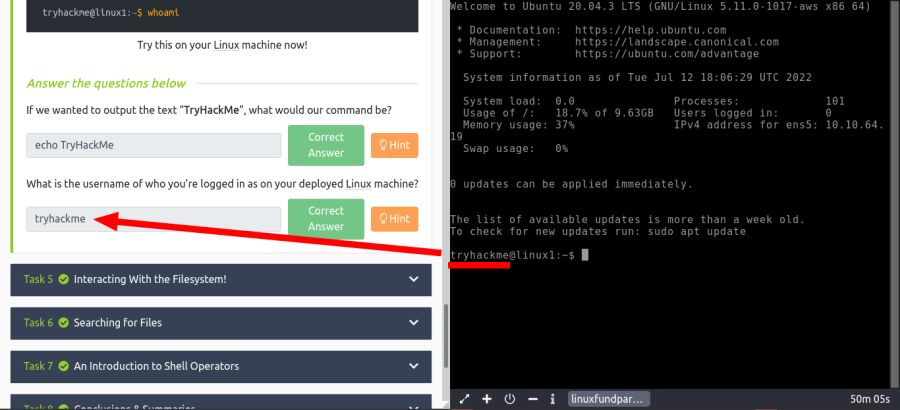 tryhackme@linux1:~$ whoami
Try this on your Linux machine now!
Answer the questions below
If we wanted to output the text "TryHackMe", what would our command be?
echo TryHackMe
Correct
Answer
Hint
What is the username of who you're logged in as on your deployed Linux machine?
tryhackme
Correct
Answer
Hint
Task 5 Interacting With the Filesystem!
Task 6 Searching for Files
Task 7 An Introduction to Shell Operators
Task 8 Conclusions & Summaries
Welcome to Ubuntu 20.04.3 LTS (GNU/Linux 5.11.0-1017-aws x86 64)
* Documentation: https://help.ubuntu.com
* Management: https://landscape.canonical.com
* Support: https://ubuntu.com/advantage
System information as of Tue Jul 12 18:06:29 UTC 2022
System load: 0.0 Processes: 101
Usage of /: 18.7% of 9.63GB Users logged in: 0
Memory usage: 37% IPv4 address for ens5: 10.10.64.
19
Swap usage: 0%
0 updates can be applied immediately.
The list of available updates is more than a week old.
To check for new updates run: sudo apt update
tryhackme@linux1:~$
linuxfundpar...
50m 05s